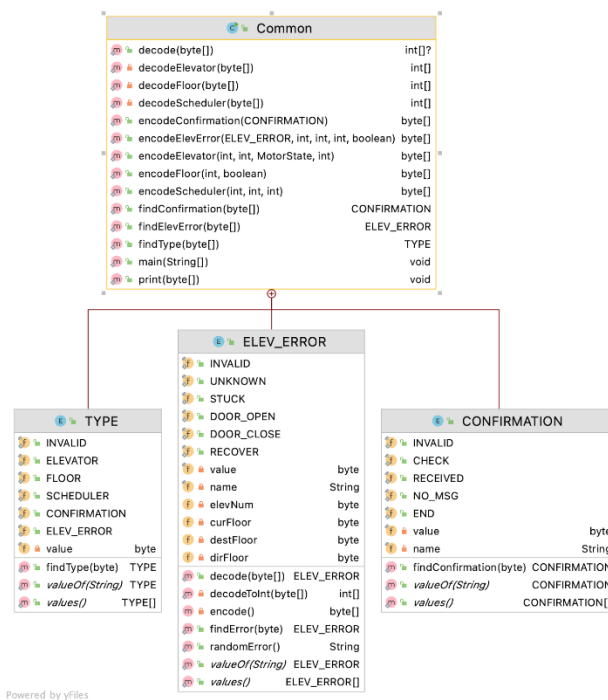 Common
decode(byte[]) int[]?
decodeElevator(byte[]) int[]
decodeFloor(byte[]) int[]
decodeScheduler(byte[]) int[]
encodeConfirmation(CONFIRMATION) byte[]
encodeElevError(ELEV_ERROR, int, int, int, boolean) byte[]
encodeElevator(int, int, MotorState, int) byte[]
encodeFloor(int, boolean) byte[]
encodeScheduler(int, int, int) byte[]
findConfirmation(byte[]) CONFIRMATION
findElevError(byte[]) ELEV_ERROR
findType(byte[]) TYPE
main(String[]) void
print(byte[]) void
ELEV_ERROR
INVALID
UNKNOWN
STUCK
DOOR_OPEN
DOOR_CLOSE
RECOVER
value byte
name String
elevNum byte
curFloor byte
destFloor byte
dirFloor byte
decode(byte[]) ELEV_ERROR
decodeToInt(byte[]) int[]
encode() byte[]
findError(byte) ELEV_ERROR
randomError() String
valueOf(String) ELEV_ERROR
values() ELEV_ERROR[]
TYPE
INVALID
ELEVATOR
FLOOR
SCHEDULER
CONFIRMATION
ELEV_ERROR
value byte
findType(byte) TYPE
valueOf(String) TYPE
values() TYPE[]
CONFIRMATION
INVALID
CHECK
RECEIVED
NO_MSG
END
value byte
name String
findConfirmation(byte) CONFIRMATION
valueOf(String) CONFIRMATION
values() CONFIRMATION[]
Powered by yFiles